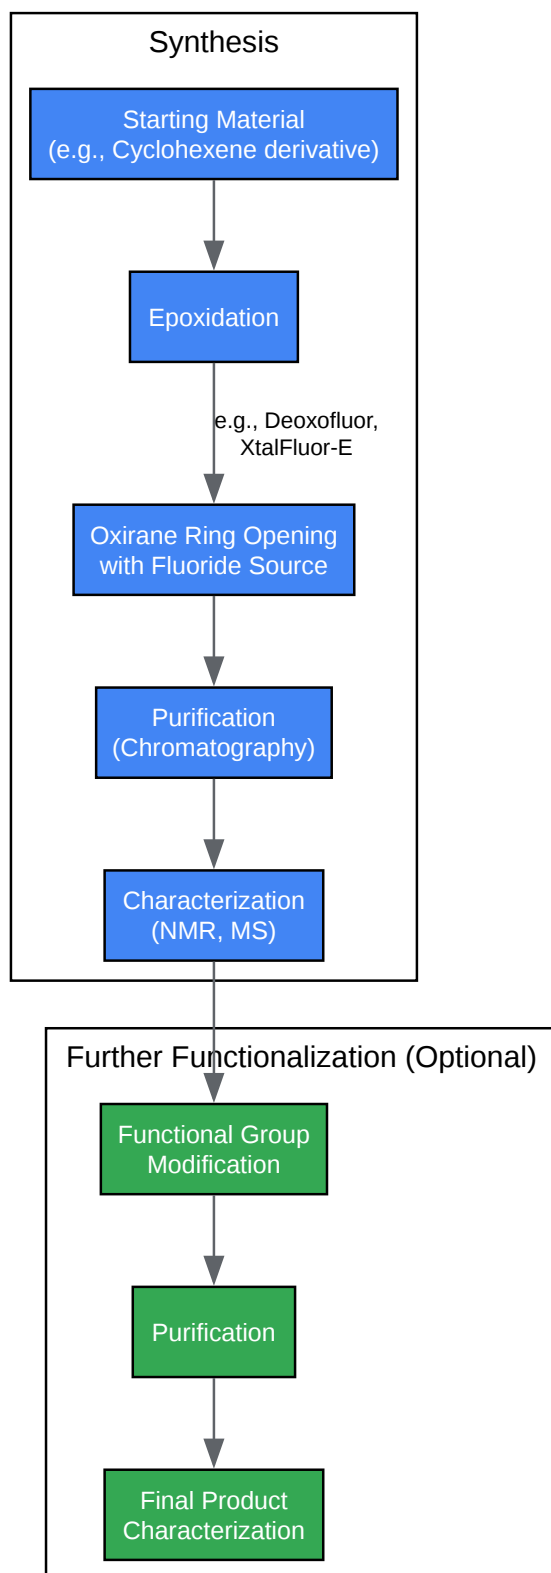 Synthesis
Starting Material
(e.g., Cyclohexene derivative)
Epoxidation
e.g., Deoxofluor,
XtalFluor-E
Oxirane Ring Opening
with Fluoride Source
Purification
(Chromatography)
Characterization
(NMR, MS)
Further Functionalization (Optional)
Functional Group
Modification
Purification
Final Product
Characterization